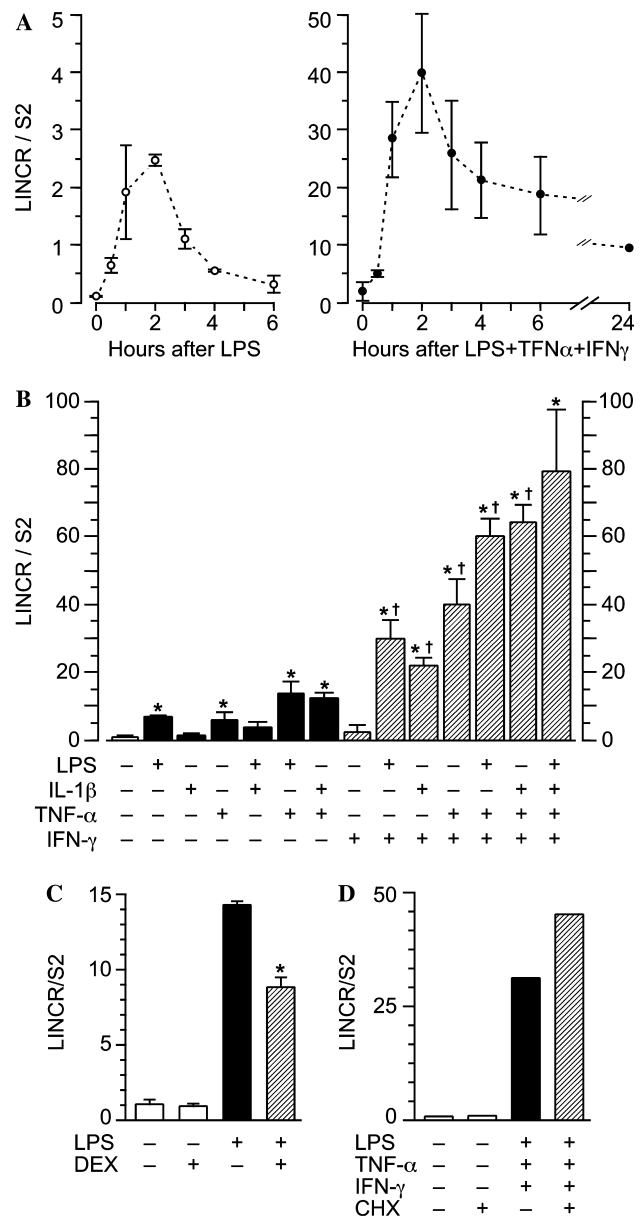 A
LINCR / S2
5
4
3
2
1
0
0 2 4 6
Hours after LPS
50
40
30
20
10
0
0 2 4 6 24
Hours after LPS+TFNα+IFNγ
B
LINCR / S2
100 100
80 80
60 60
40 40
20 20
0 0
* * * * *† *† *† *† *† *
LPS – + – – + + – – + – – + – +
IL-1β – – + – + – + – – + – – + +
TNF-α – – – + – + + – – – + + + +
IFN-γ – – – – – – – + + + + + + +
C
LINCR/S2
15
10
5
0
*
LPS – – + +
DEX – + – +
D
LINCR/S2
50
25
0
LPS – – + +
TNF-α – – + +
IFN-γ – – + +
CHX – + – +